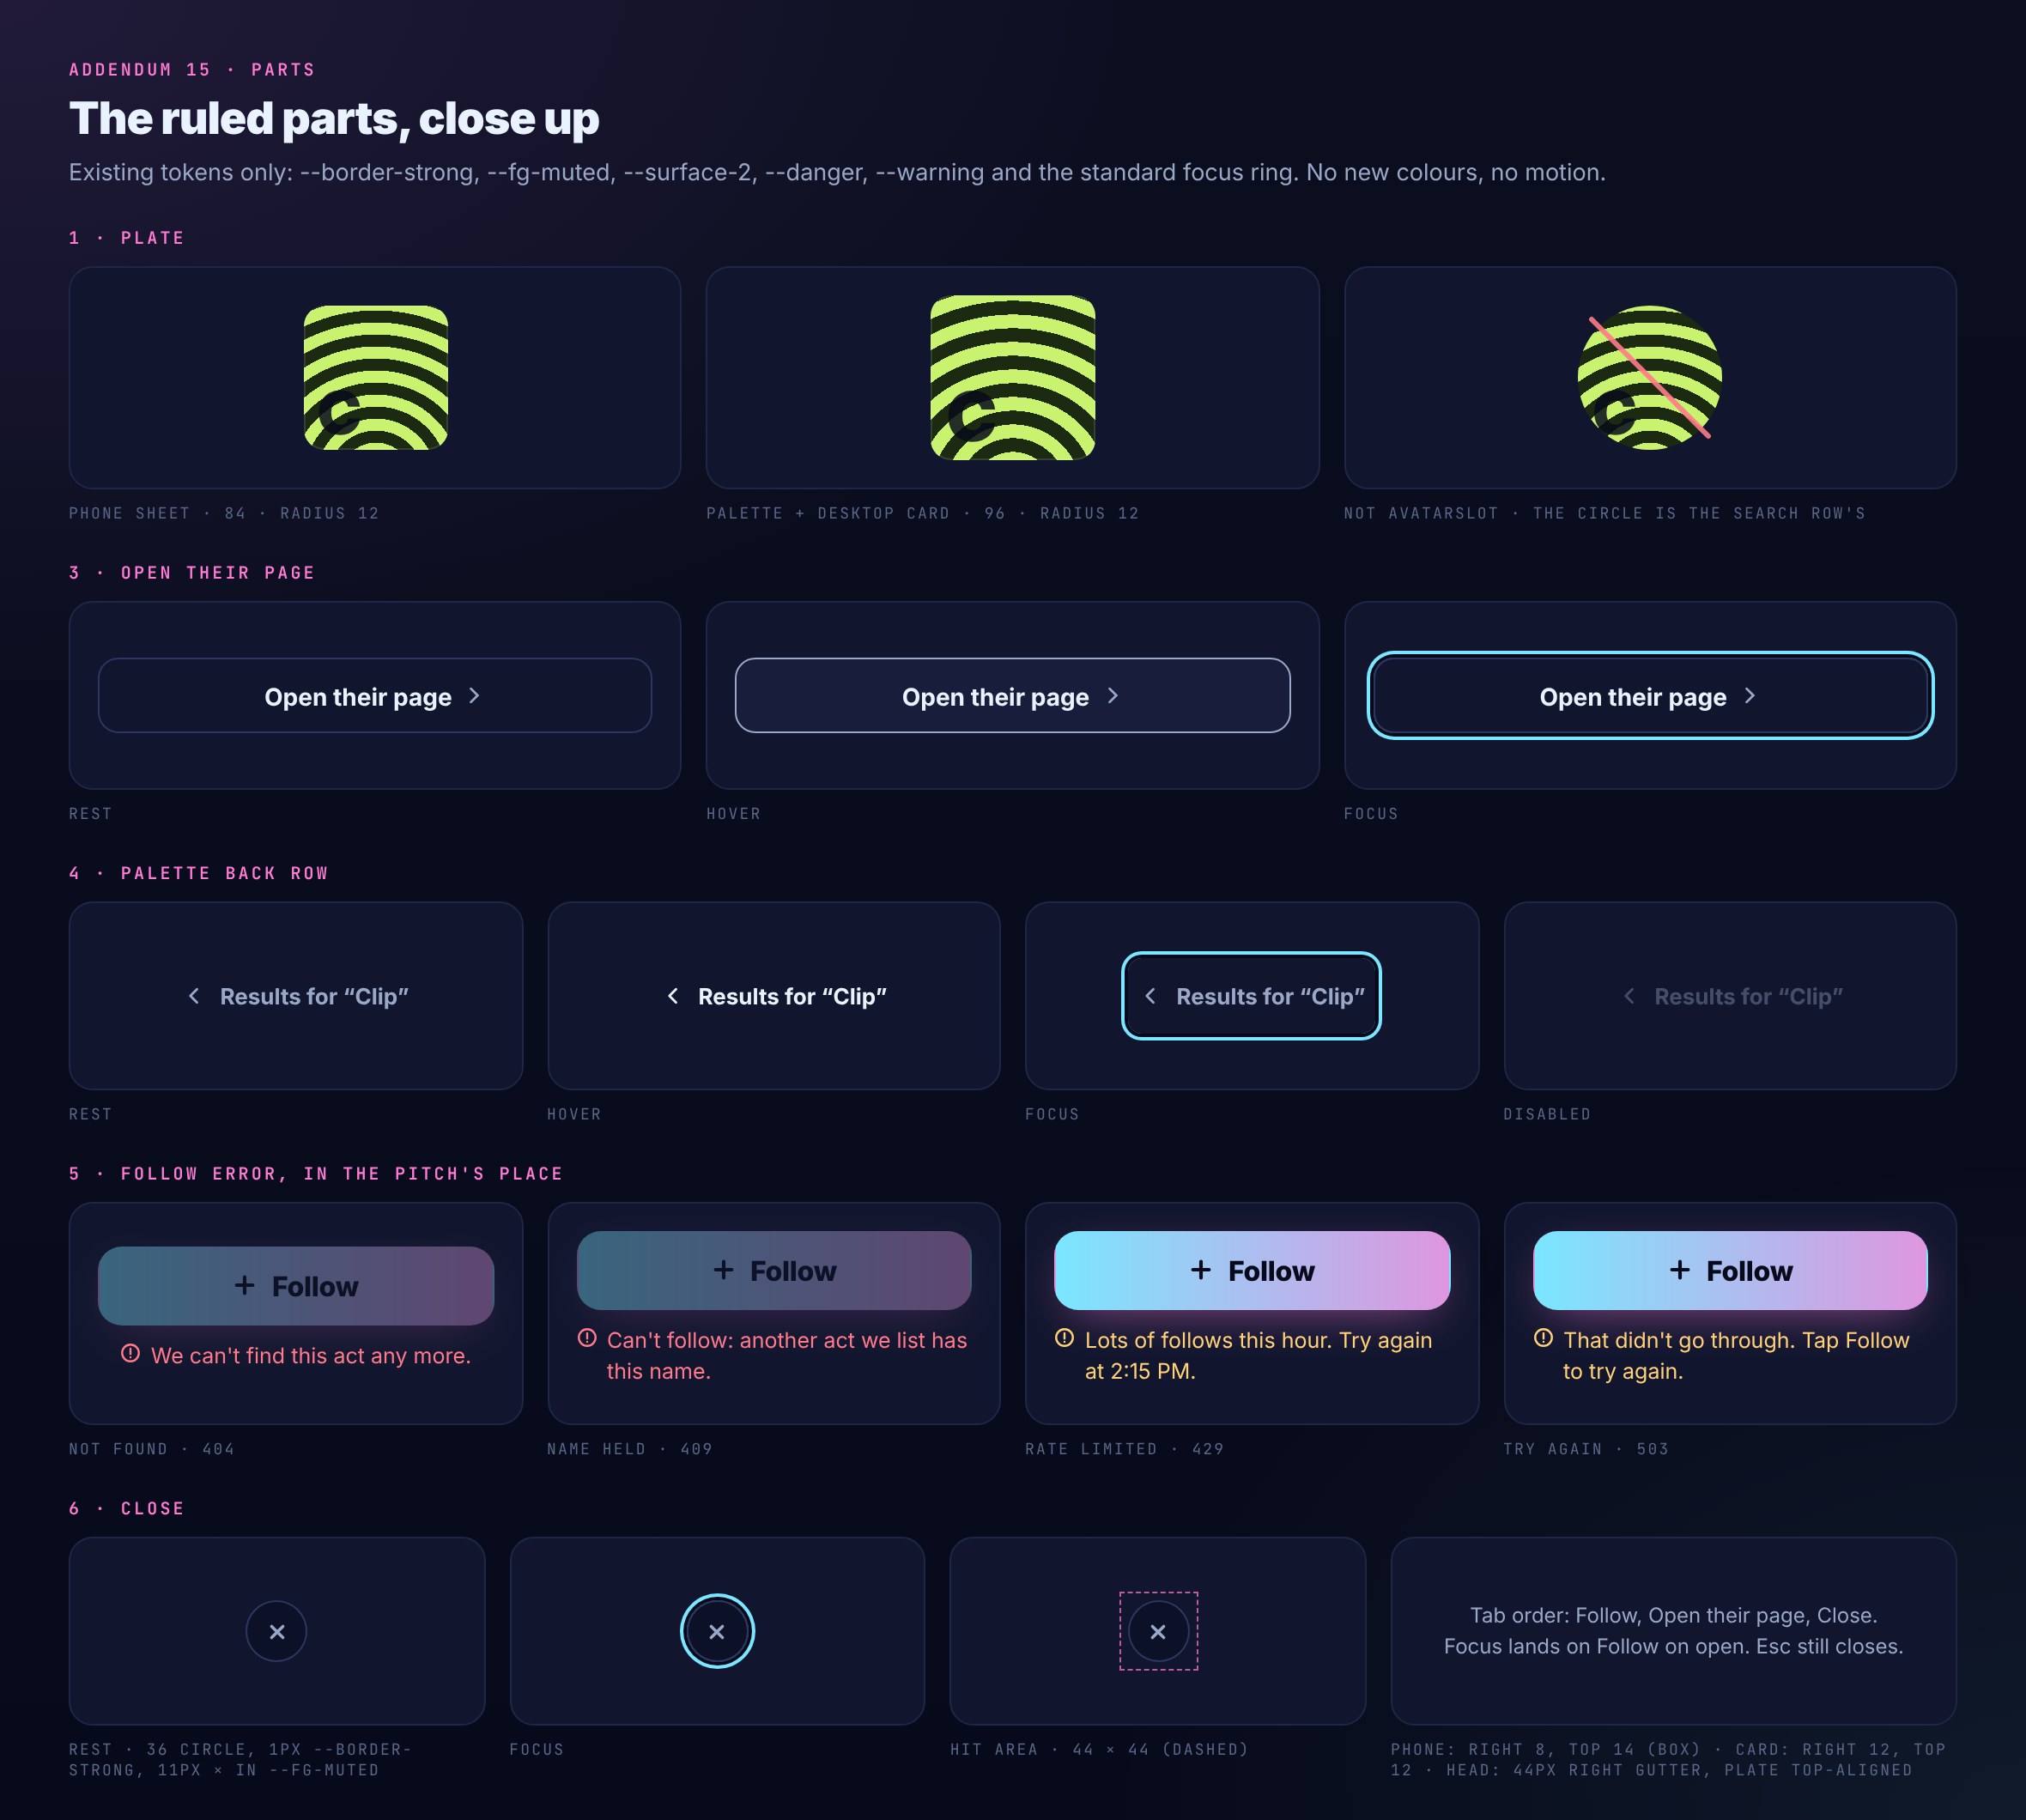 ADDENDUM 15 · PARTS
The ruled parts, close up
Existing tokens only: --border-strong, --fg-muted, --surface-2, --danger, --warning and the standard focus ring. No new colours, no motion.
1 · PLATE
C
C
C
PHONE SHEET · 84 · RADIUS 12
PALETTE + DESKTOP CARD · 96 · RADIUS 12
NOT AVATARSLOT · THE CIRCLE IS THE SEARCH ROW'S
3 · OPEN THEIR PAGE
Open their page
Open their page
Open their page
REST
HOVER
FOCUS
4 · PALETTE BACK ROW
Results for “Clip”
Results for “Clip”
Results for “Clip”
Results for “Clip”
REST
HOVER
FOCUS
DISABLED
5 · FOLLOW ERROR, IN THE PITCH'S PLACE
+ Follow
We can't find this act any more.
+ Follow
Can't follow: another act we list has
this name.
+ Follow
Lots of follows this hour. Try again
at 2:15 PM.
+ Follow
That didn't go through. Tap Follow
to try again.
NOT FOUND · 404
NAME HELD · 409
RATE LIMITED · 429
TRY AGAIN · 503
6 · CLOSE
Tab order: Follow, Open their page, Close.
Focus lands on Follow on open. Esc still closes.
REST · 36 CIRCLE, 1PX --BORDER-
STRONG, 11PX × IN --FG-MUTED
FOCUS
HIT AREA · 44 × 44 (DASHED)
PHONE: RIGHT 8, TOP 14 (BOX) · CARD: RIGHT 12, TOP
12 · HEAD: 44PX RIGHT GUTTER, PLATE TOP-ALIGNED